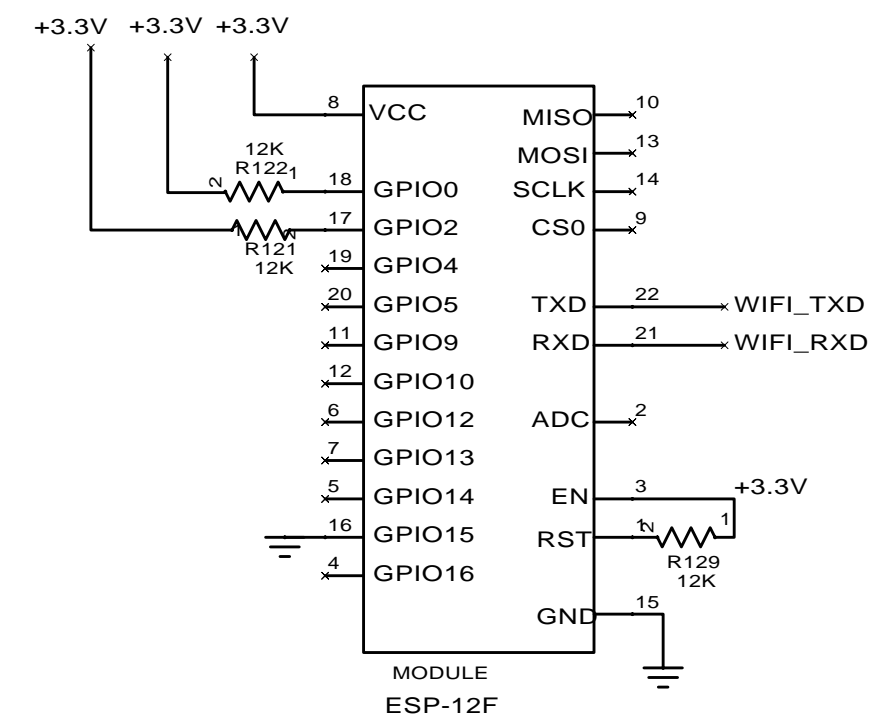 +3.3V +3.3V +3.3V
8 VCC MISO 10
MOSI 13
12K
R122
2 1 18 GPIO0 SCLK 14
1 2 17 GPIO2 CS0 9
R121
12K
19 GPIO4
20 GPIO5 TXD 22 WIFI_TXD
11 GPIO9 RXD 21 WIFI_RXD
12 GPIO10
6 GPIO12 ADC 2
7 GPIO13
5 GPIO14 EN 3 +3.3V
16 GPIO15 RST 1 2 1
R129
12K
4 GPIO16
GND 15
MODULE
ESP-12F